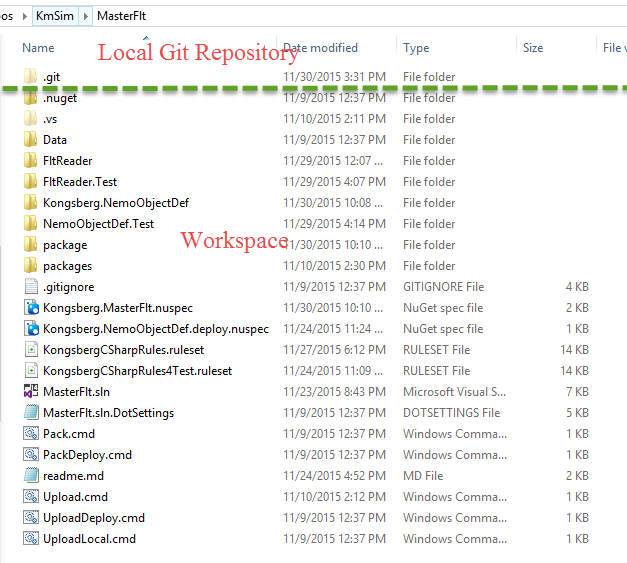 os KmSim MasterFlt
Name Date modified Type Size File v
Local Git Repository
.git 11/30/2015 3:31 PM File folder
.nuget 11/9/2015 12:37 PM File folder
.vs 11/10/2015 2:11 PM File folder
Data 11/9/2015 12:37 PM File folder
FltReader 11/29/2015 12:07 ... File folder
FltReader.Test 11/29/2015 4:07 PM File folder
Kongsberg.NemoObjectDef 11/30/2015 10:08 ... File folder
NemoObjectDef.Test 11/29/2015 4:14 PM File folder
Workspace
package 11/30/2015 10:10 ... File folder
packages 11/10/2015 2:30 PM File folder
.gitignore 11/9/2015 12:37 PM GITIGNORE File 4 KB
Kongsberg.MasterFlt.nuspec 11/30/2015 10:10 ... NuGet spec file 2 KB
Kongsberg.NemoObjectDef.deploy.nuspec 11/24/2015 11:24 ... NuGet spec file 1 KB
KongsbergCSharpRules.ruleset 11/27/2015 6:12 PM RULESET File 14 KB
KongsbergCSharpRules4Test.ruleset 11/24/2015 11:09 ... RULESET File 14 KB
MasterFlt.sln 11/23/2015 8:43 PM Microsoft Visual S... 7 KB
MasterFlt.sln.DotSettings 11/9/2015 12:37 PM DOTSETTINGS File 5 KB
Pack.cmd 11/9/2015 12:37 PM Windows Comma... 1 KB
PackDeploy.cmd 11/9/2015 12:37 PM Windows Comma... 1 KB
readme.md 11/24/2015 4:52 PM MD File 2 KB
Upload.cmd 11/10/2015 2:12 PM Windows Comma... 1 KB
UploadDeploy.cmd 11/9/2015 12:37 PM Windows Comma... 1 KB
UploadLocal.cmd 11/9/2015 12:37 PM Windows Comma... 1 KB